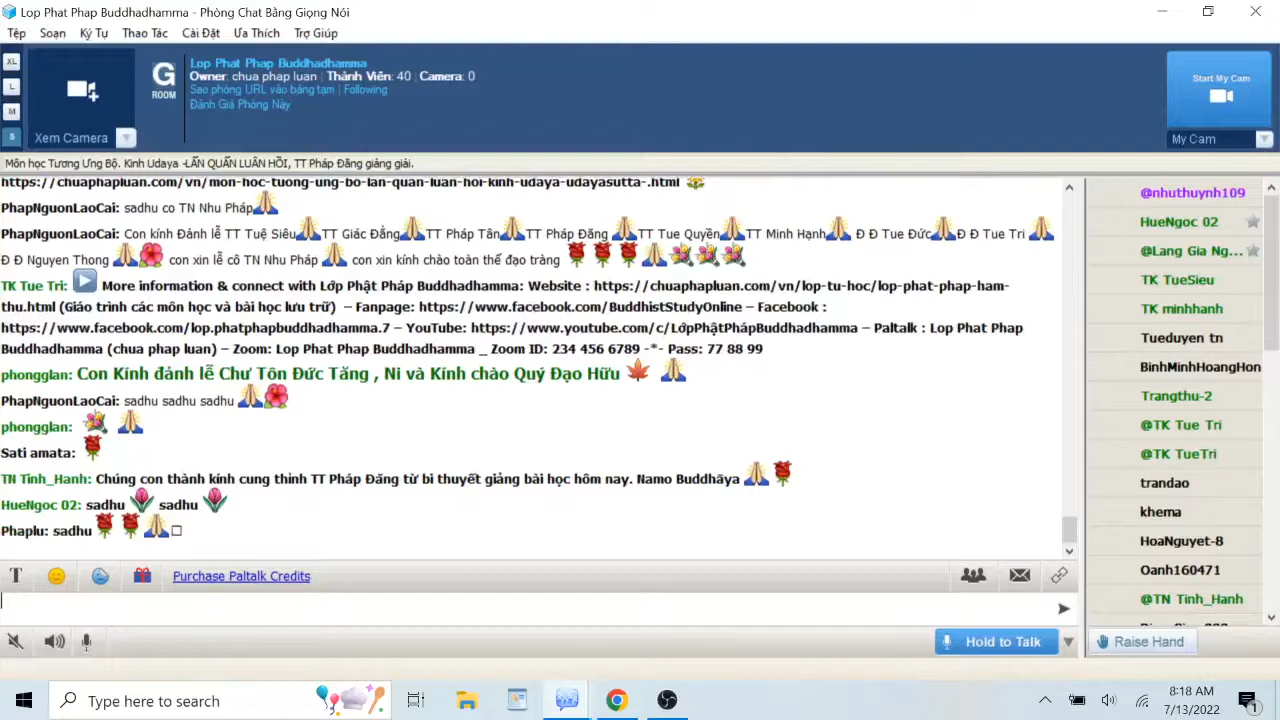 Lop Phat Phap Buddhadhamma - Phòng Chat Bằng Giọng Nói
Tệp Soạn Ký Tự Thao Tác Cài Đặt Ưa Thích Trợ Giúp
XL
L
M
S
Xem Camera
G
ROOM
Lop Phat Phap Buddhadhamma
Owner: chua phap luan | Thành Viên: 40 | Camera: 0
Sao phòng URL vào bảng tạm | Following
Đánh Giá Phòng Này
Start My Cam
My Cam
Môn học Tương Ưng Bộ. Kinh Udaya -LẨN QUẨN LUÂN HỒI, TT Pháp Đăng giảng giải.
https://chuaphapluan.com/vn/mon-hoc-tuong-ung-bo-lan-quan-luan-hoi-kinh-udaya-udayasutta-.html
PhapNguonLaoCai: sadhu co TN Nhu Pháp
PhapNguonLaoCai: Con kính Đảnh lễ TT Tuệ Siêu TT Giác Đẳng TT Pháp Tân TT Pháp Đăng TT Tue Quyền TT Minh Hạnh Đ Đ Tue Đức Đ Đ Tue Tri
Đ Đ Nguyen Thong con xin lễ cô TN Nhu Pháp con xin kính chào toàn thể đạo tràng
TK Tue Tri: More information & connect with Lớp Phật Pháp Buddhadhamma: Website : https://chuaphapluan.com/vn/lop-tu-hoc/lop-phat-phap-ham-
thu.html (Giáo trình các môn học và bài học lưu trữ) – Fanpage: https://www.facebook.com/BuddhistStudyOnline – Facebook :
https://www.facebook.com/lop.phatphapbuddhadhamma.7 – YouTube: https://www.youtube.com/c/LớpPhậtPhápBuddhadhamma – Paltalk : Lop Phat Phap
Buddhadhamma (chua phap luan) – Zoom: Lop Phat Phap Buddhadhamma _ Zoom ID: 234 456 6789 -*- Pass: 77 88 99
phongglan: Con Kính đảnh lễ Chư Tôn Đức Tăng , Ni và Kính chào Quý Đạo Hữu
PhapNguonLaoCai: sadhu sadhu sadhu
phongglan:
Sati amata:
TN Tinh_Hanh: Chúng con thành kính cung thỉnh TT Pháp Đăng từ bi thuyết giảng bài học hôm nay. Namo Buddhāya
HueNgoc 02: sadhu sadhu
Phaplu: sadhu
@nhuthuynh109
HueNgoc 02
@Lang Gia Ng...
TK TueSieu
TK minhhanh
Tueduyen tn
BinhMinhHoangHon
Trangthu-2
@TK Tue Tri
@TK TueTri
trandao
khema
HoaNguyet-8
Oanh160471
@TN Tinh_Hanh
T Purchase Paltalk Credits
Hold to Talk
Raise Hand
Type here to search
8:18 AM
7/13/2022
1